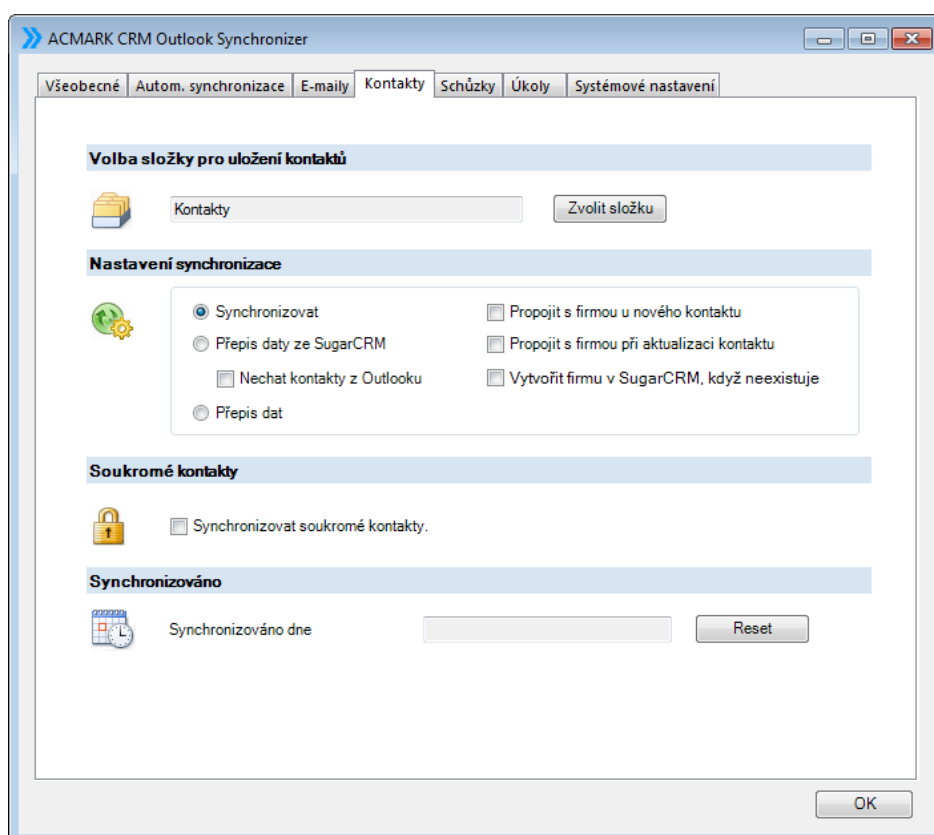 ACMARK CRM Outlook Synchronizer
Všeobecné Autom. synchronizace E-maily Kontakty Schůzky Úkoly Systémové nastavení
Volba složky pro uložení kontaktů
Kontakty Zvolit složku
Nastavení synchronizace
Synchronizovat Propojit s firmou u nového kontaktu
Přepis daty ze SugarCRM Propojit s firmou při aktualizaci kontaktu
Nechat kontakty z Outlooku Vytvořit firmu v SugarCRM, když neexistuje
Přepis dat
Soukromé kontakty
Synchronizovat soukromé kontakty.
Synchronizováno
Synchronizováno dne Reset
OK